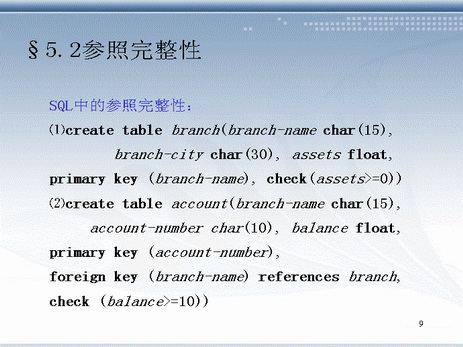 §5.2参照完整性
SQL中的参照完整性：
⑴create table branch(branch-name char(15),
branch-city char(30), assets float,
primary key (branch-name), check(assets>=0))
⑵create table account(branch-name char(15),
account-number char(10), balance float,
primary key (account-number),
foreign key (branch-name) references branch,
check (balance>=10))
9